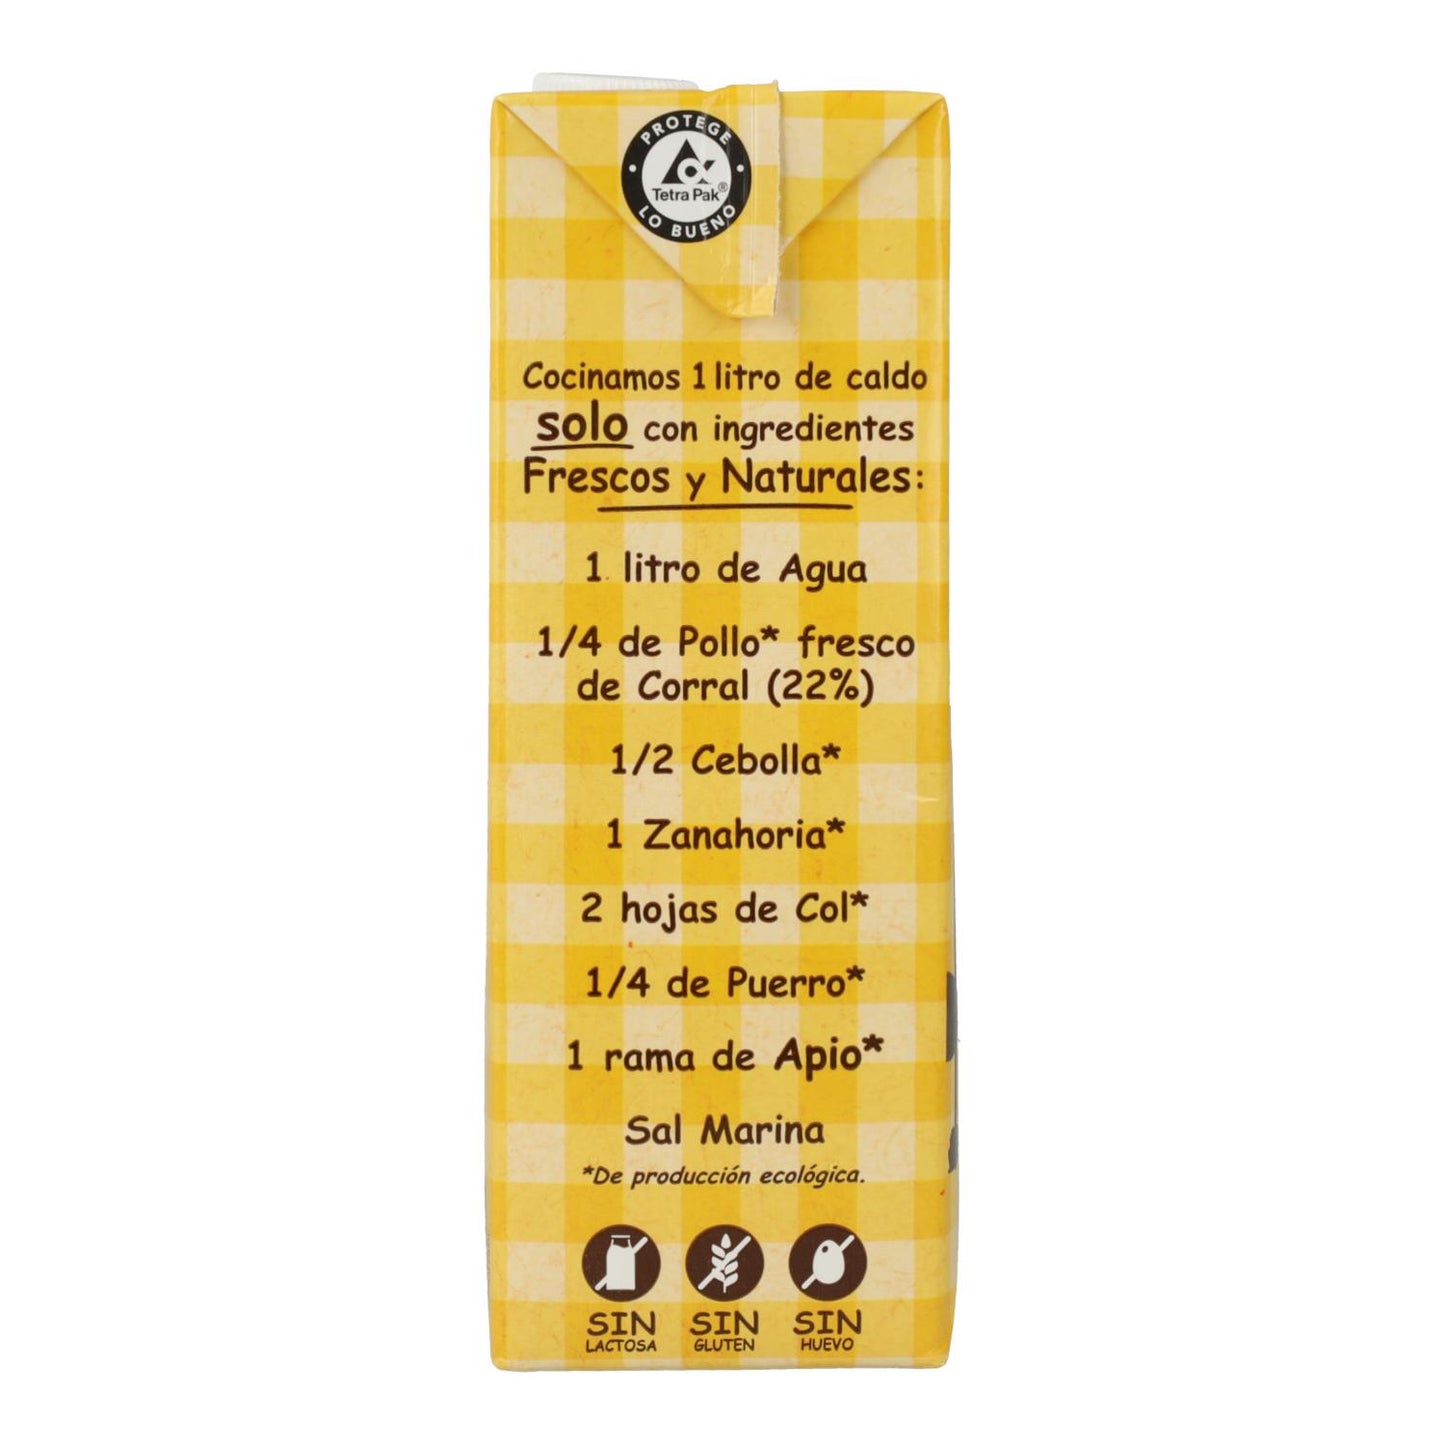 PROTEGE
Tetra Pak®
LO BUENO
Cocinamos 1 litro de caldo
solo con ingredientes
Frescos y Naturales:
1 litro de Agua
1/4 de Pollo* fresco
de Corral (22%)
1/2 Cebolla*
1 Zanahoria*
2 hojas de Col*
1/4 de Puerro*
1 rama de Apio*
Sal Marina
*De producción ecológica.
SIN LACTOSA
SIN GLUTEN
SIN HUEVO